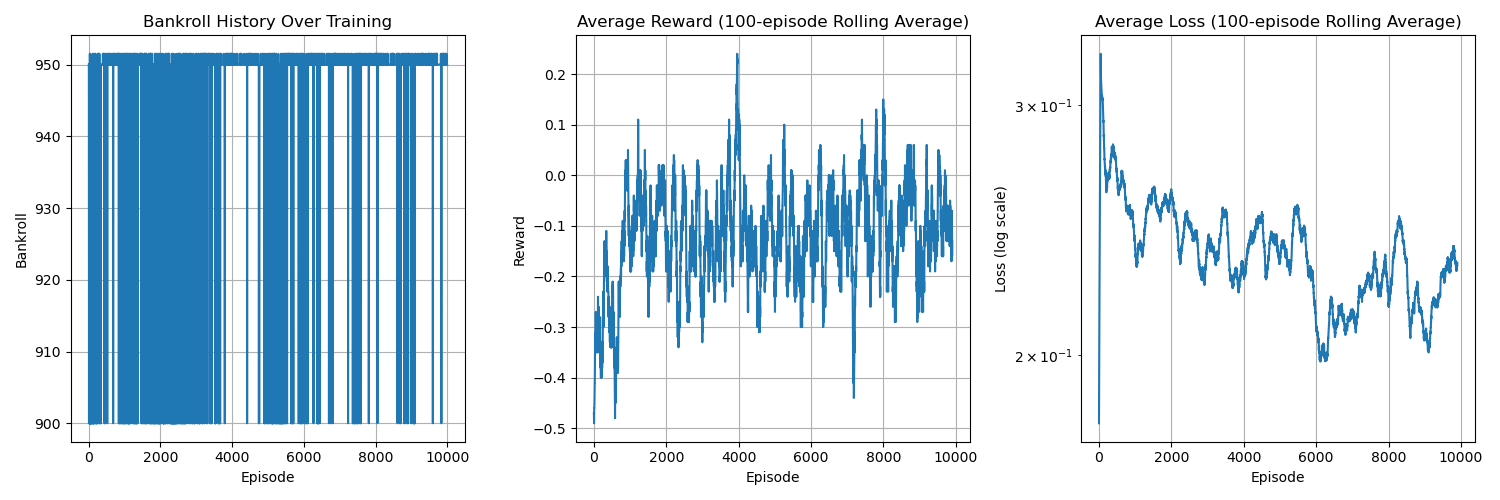 Bankroll History Over Training
950
940
930
920
910
900
Bankroll
0 2000 4000 6000 8000 10000
Episode
Average Reward (100-episode Rolling Average)
0.2
0.1
0.0
−0.1
−0.2
−0.3
−0.4
−0.5
Reward
0 2000 4000 6000 8000 10000
Episode
Average Loss (100-episode Rolling Average)
3 × 10⁻¹
2 × 10⁻¹
Loss (log scale)
0 2000 4000 6000 8000 10000
Episode